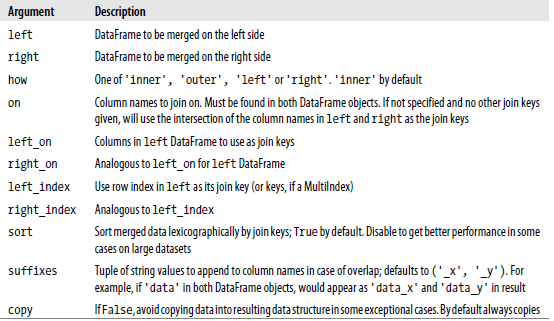 Argument Description
left DataFrame to be merged on the left side
right DataFrame to be merged on the right side
how One of 'inner', 'outer', 'left' or 'right'. 'inner' by default
on Column names to join on. Must be found in both DataFrame objects. If not specified and no other join keys
given, will use the intersection of the column names in left and right as the join keys
left_on Columns in left DataFrame to use as join keys
right_on Analogous to left_on for left DataFrame
left_index Use row index in left as its join key (or keys, if a MultiIndex)
right_index Analogous to left_index
sort Sort merged data lexicographically by join keys; True by default. Disable to get better performance in some
cases on large datasets
suffixes Tuple of string values to append to column names in case of overlap; defaults to ('_x', '_y'). For
example, if 'data' in both DataFrame objects, would appear as 'data_x' and 'data_y' in result
copy If False, avoid copying data into resulting data structure in some exceptional cases. By default always copies